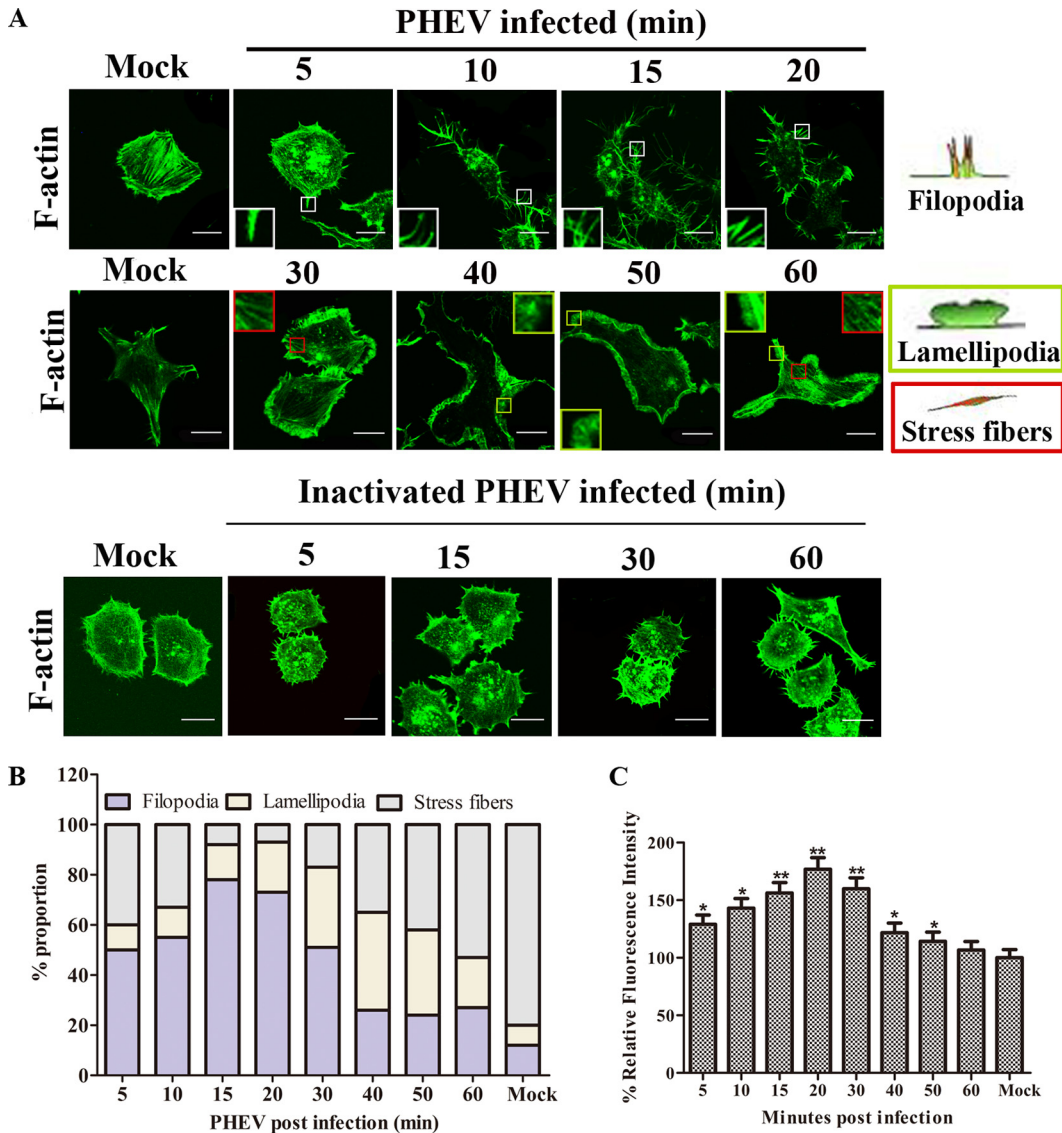 A
PHEV infected (min)
Mock 5 10 15 20
F-actin
Filopodia
Mock 30 40 50 60
F-actin
Lamellipodia
Stress fibers
Inactivated PHEV infected (min)
Mock 5 15 30 60
F-actin
B
120
100
80
60
40
20
0
% proportion
Filopodia Lamellipodia Stress fibers
5 10 15 20 30 40 50 60 Mock
PHEV post infection (min)
C
200
150
100
50
0
% Relative Fluorescence Intensity
* * ** ** ** * *
5 10 15 20 30 40 50 60 Mock
Minutes post infection